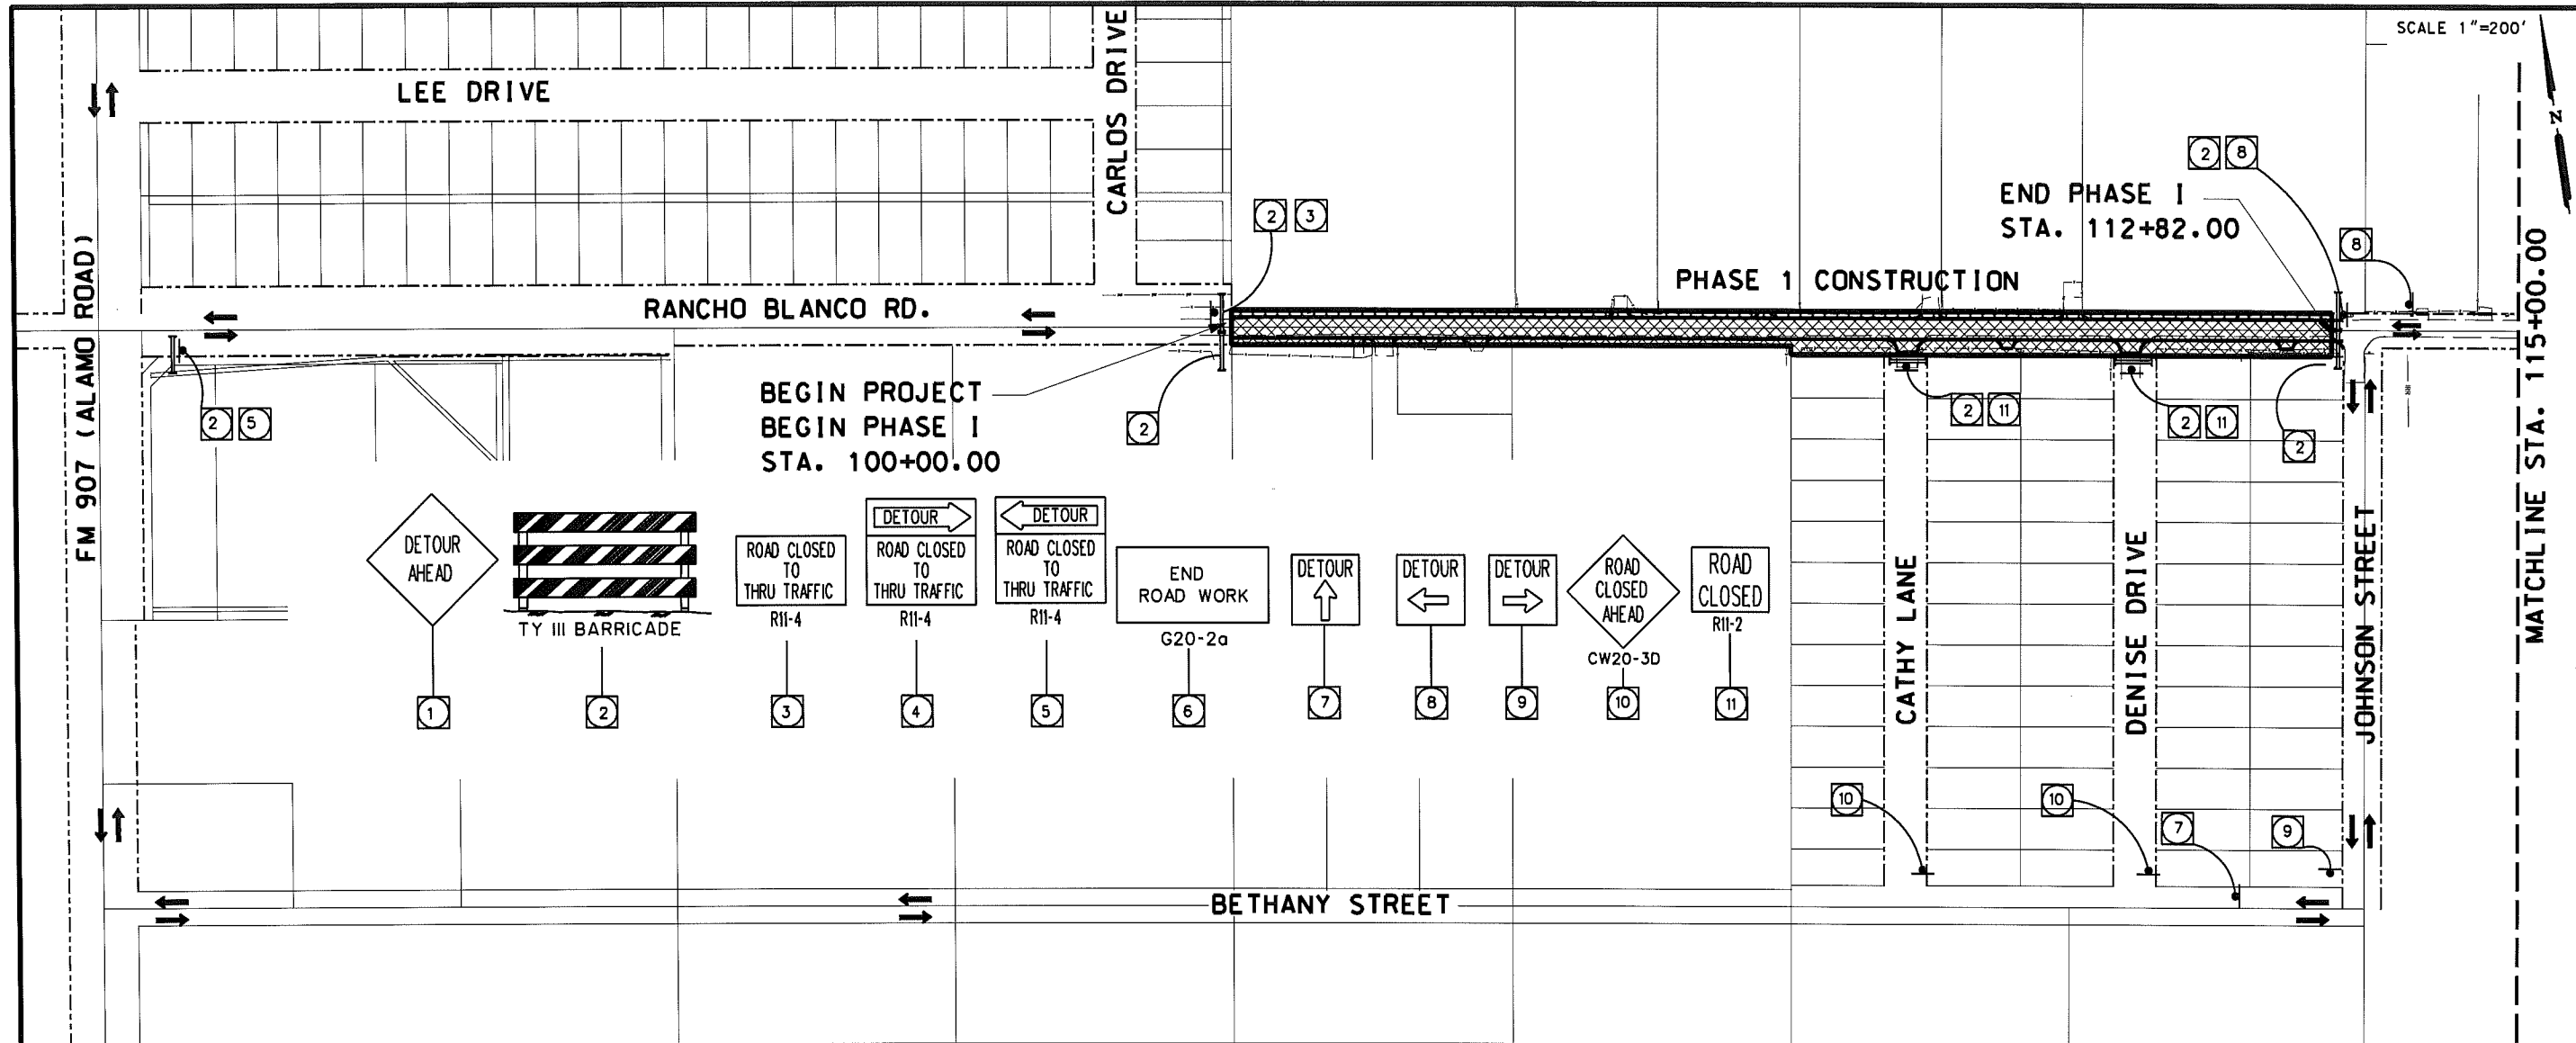 SCALE 1"=200'
N
LEE DRIVE
CARLOS DRIVE
FM 907 (ALAMO ROAD)
RANCHO BLANCO RD.
2 3
2 8
8
END PHASE I
STA. 112+82.00
PHASE 1 CONSTRUCTION
MATCHLINE STA. 115+00.00
2 5
BEGIN PROJECT
BEGIN PHASE I
STA. 100+00.00
2
2 11
2 11
2
DETOUR
AHEAD
1
TY III BARRICADE
2
ROAD CLOSED
TO
THRU TRAFFIC
R11-4
3
DETOUR
ROAD CLOSED
TO
THRU TRAFFIC
R11-4
4
DETOUR
ROAD CLOSED
TO
THRU TRAFFIC
R11-4
5
END
ROAD WORK
G20-2a
6
DETOUR
7
DETOUR
8
DETOUR
9
ROAD
CLOSED
AHEAD
CW20-3D
10
ROAD
CLOSED
R11-2
11
CATHY LANE
DENISE DRIVE
JOHNSON STREET
10
10
7
9
BETHANY STREET